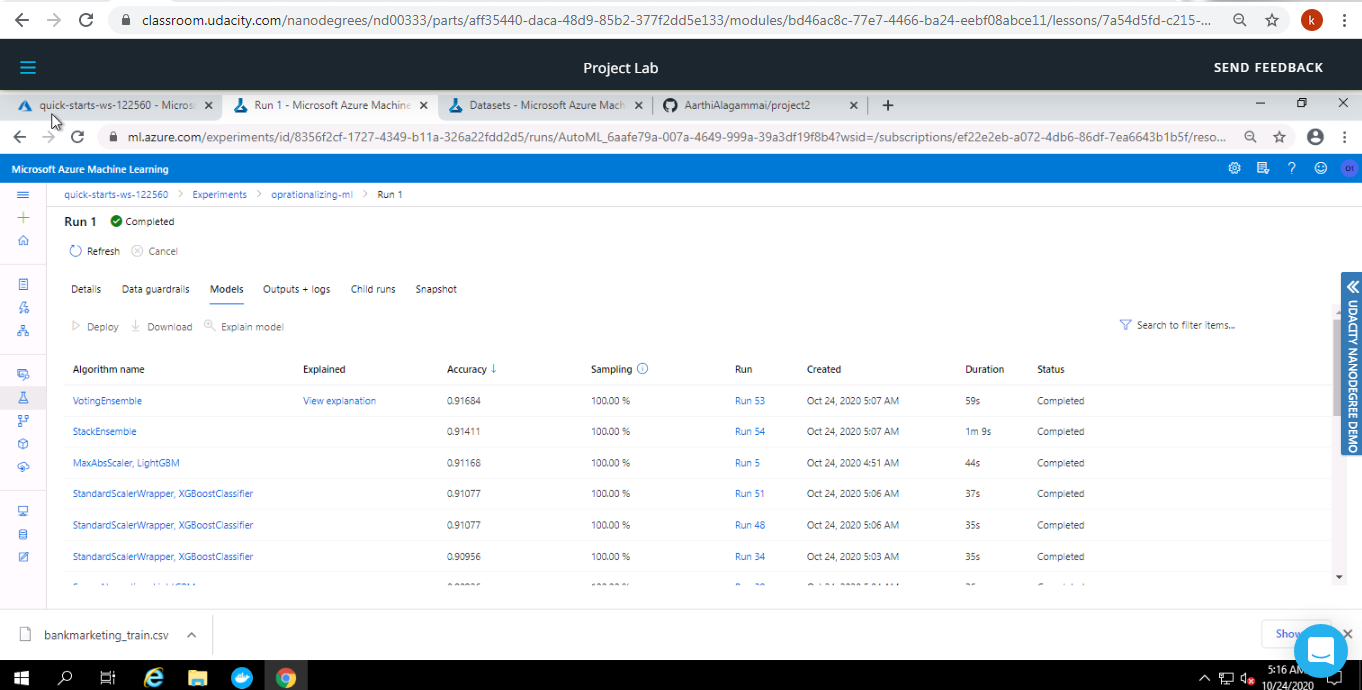 classroom.udacity.com/nanodegrees/nd00333/parts/aff35440-daca-48d9-85b2-377f2dd5e133/modules/bd46ac8c-77e7-4466-ba24-eebf08abce11/lessons/7a54d5fd-c215-...
k
Project Lab
SEND FEEDBACK
quick-starts-ws-122560 - Micros
Run 1 - Microsoft Azure Machine
Datasets - Microsoft Azure Mach
AarthiAlagammai/project2
ml.azure.com/experiments/id/8356f2cf-1727-4349-b11a-326a22fdd2d5/runs/AutoML_6aafe79a-007a-4649-999a-39a3df19f8b4?wsid=/subscriptions/ef22e2eb-a072-4db6-86df-7ea6643b1b5f/reso...
Microsoft Azure Machine Learning
quick-starts-ws-122560 > Experiments > oprationalizing-ml > Run 1
Run 1 Completed
Refresh Cancel
Details Data guardrails Models Outputs + logs Child runs Snapshot
Deploy Download Explain model
Search to filter items...
Algorithm name Explained Accuracy ↓ Sampling Run Created Duration Status
VotingEnsemble View explanation 0.91684 100.00 % Run 53 Oct 24, 2020 5:07 AM 59s Completed
StackEnsemble 0.91411 100.00 % Run 54 Oct 24, 2020 5:07 AM 1m 9s Completed
MaxAbsScaler, LightGBM 0.91168 100.00 % Run 5 Oct 24, 2020 4:51 AM 44s Completed
StandardScalerWrapper, XGBoostClassifier 0.91077 100.00 % Run 51 Oct 24, 2020 5:06 AM 37s Completed
StandardScalerWrapper, XGBoostClassifier 0.91077 100.00 % Run 48 Oct 24, 2020 5:06 AM 35s Completed
StandardScalerWrapper, XGBoostClassifier 0.90956 100.00 % Run 34 Oct 24, 2020 5:03 AM 35s Completed
UDACITY NANODEGREE DEMO
bankmarketing_train.csv
Show
5:16 AM
10/24/2020